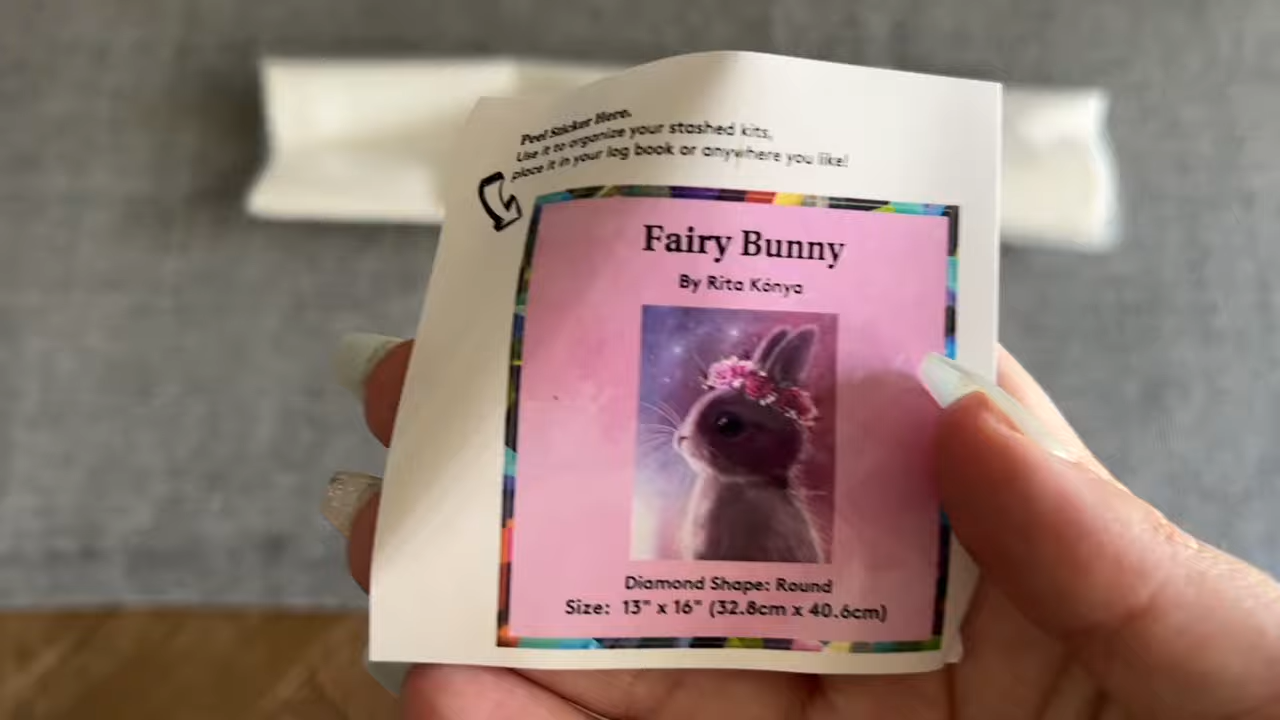 Peel Sticker Here.
Use it to organize your stashed kits,
place it in your log book or anywhere you like!
Fairy Bunny
By Rita Kónya
Diamond Shape: Round
Size: 13" x 16" (32.8cm x 40.6cm)